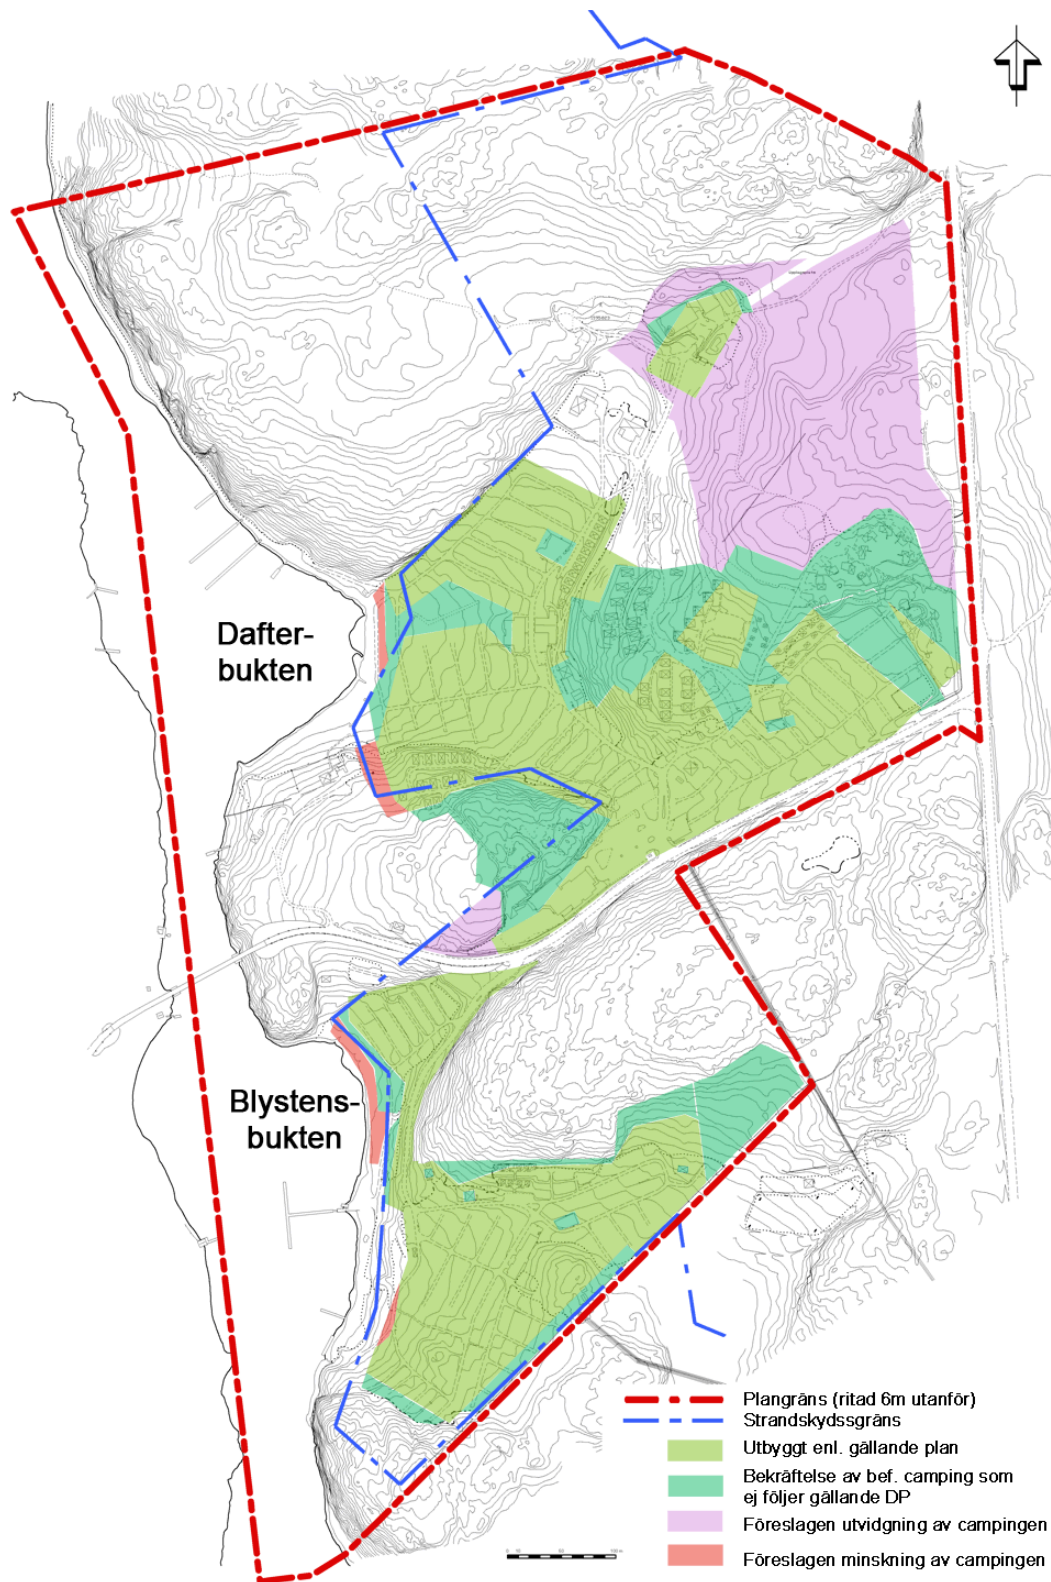 Dafter-
bukten
Blystens-
bukten
Plangräns (ritad 6m utanför)
Strandskydssgräns
Utbyggt enl. gällande plan
Bekräftelse av bef. camping som
ej följer gällande DP
Föreslagen utvidgning av campingen
Föreslagen minskning av campingen